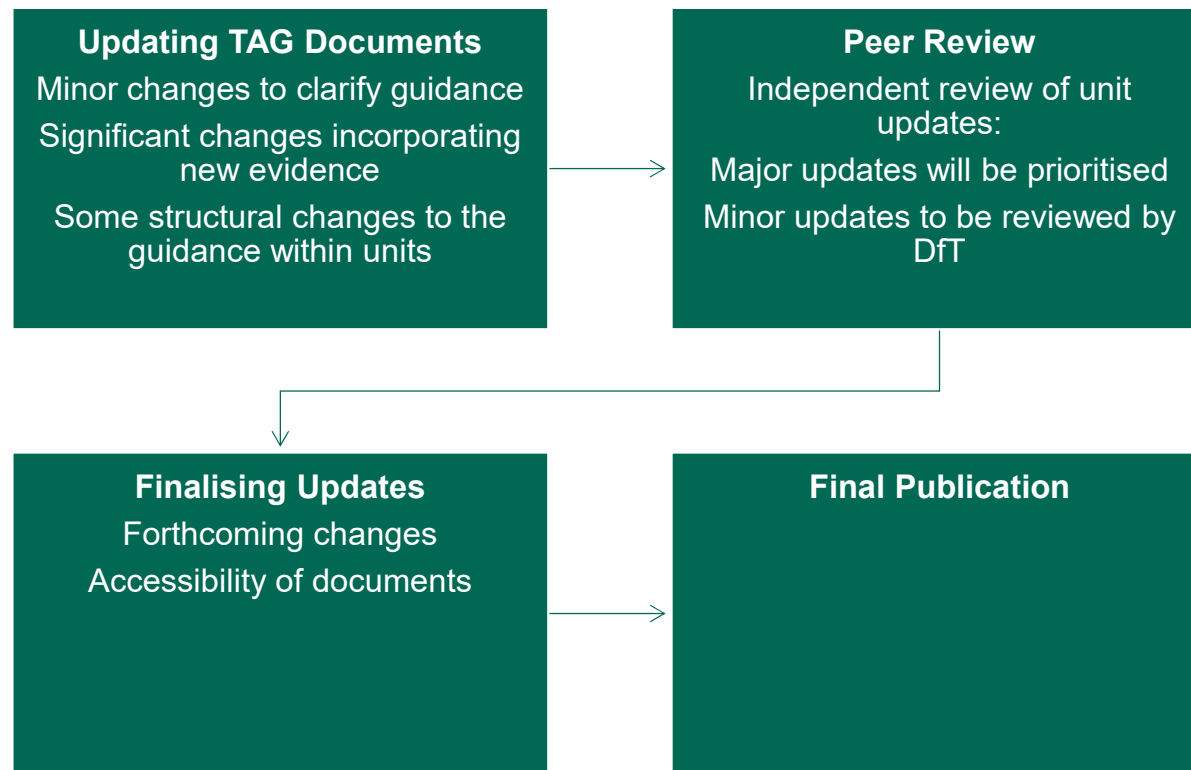 Updating TAG Documents
Minor changes to clarify guidance
Significant changes incorporating
new evidence
Some structural changes to the
guidance within units
Peer Review
Independent review of unit
updates:
Major updates will be prioritised
Minor updates to be reviewed by
DfT
Finalising Updates
Forthcoming changes
Accessibility of documents
Final Publication